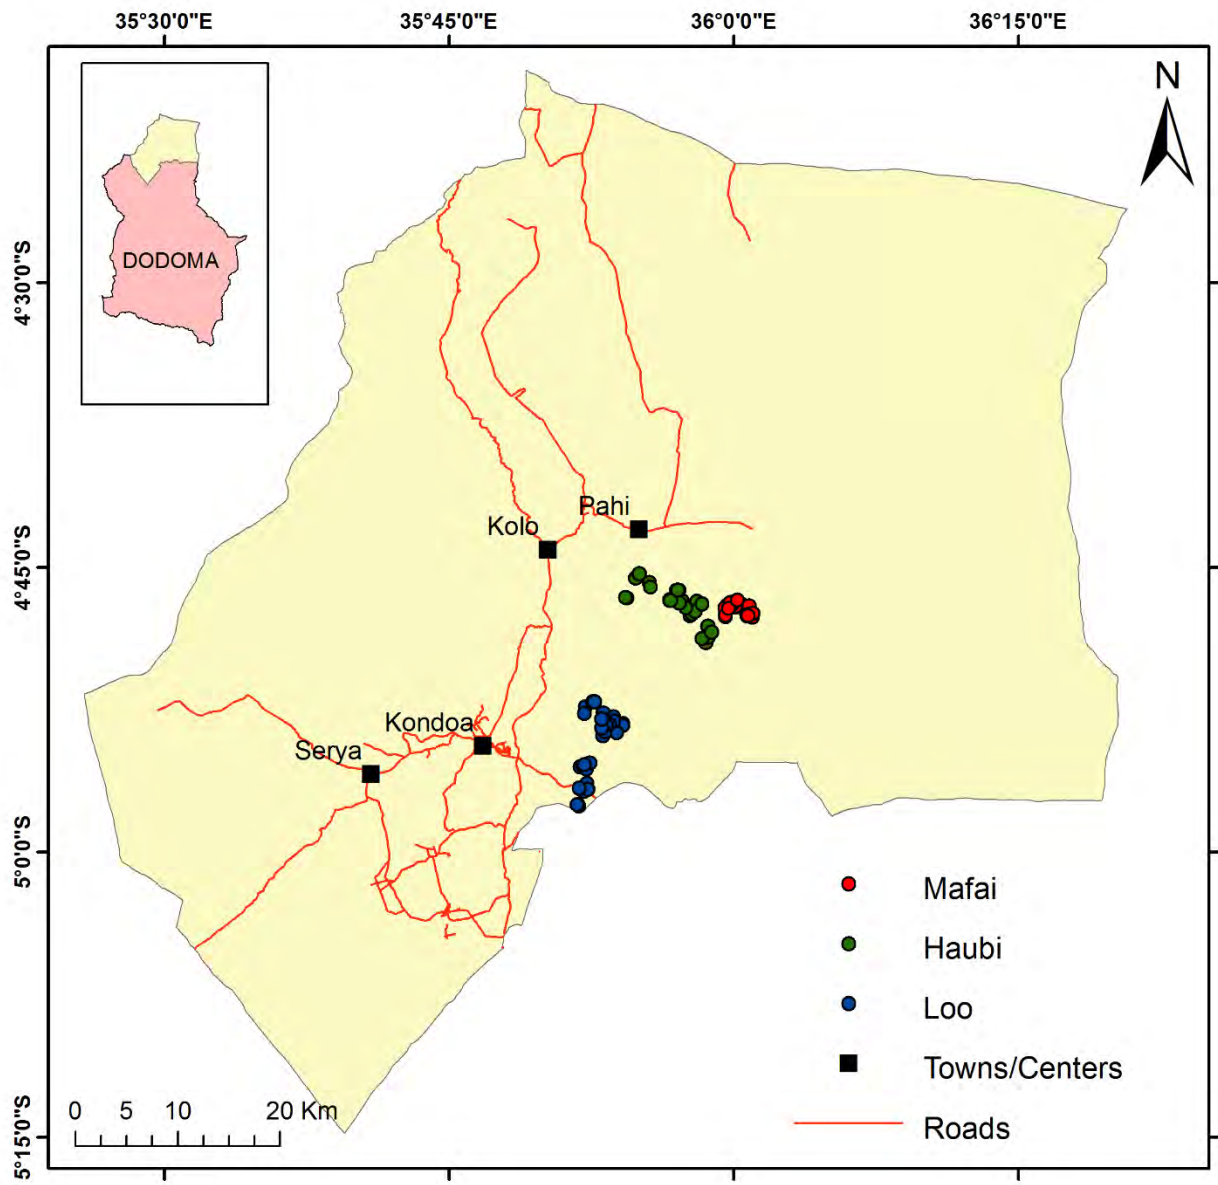 35°30'0"E 35°45'0"E 36°0'0"E 36°15'0"E
N
DODOMA
4°30'0"S
Pahi
Kolo
4°45'0"S
Kondoa
Serya
5°0'0"S
Mafai
Haubi
Loo
Towns/Centers
0 5 10 20 Km
Roads
5°15'0"S